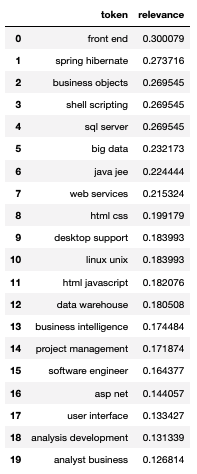 token relevance
0 front end 0.300079
1 spring hibernate 0.273716
2 business objects 0.269545
3 shell scripting 0.269545
4 sql server 0.269545
5 big data 0.232173
6 java jee 0.224444
7 web services 0.215324
8 html css 0.199179
9 desktop support 0.183993
10 linux unix 0.183993
11 html javascript 0.182076
12 data warehouse 0.180508
13 business intelligence 0.174484
14 project management 0.171874
15 software engineer 0.164377
16 asp net 0.144057
17 user interface 0.133427
18 analysis development 0.131339
19 analyst business 0.126814